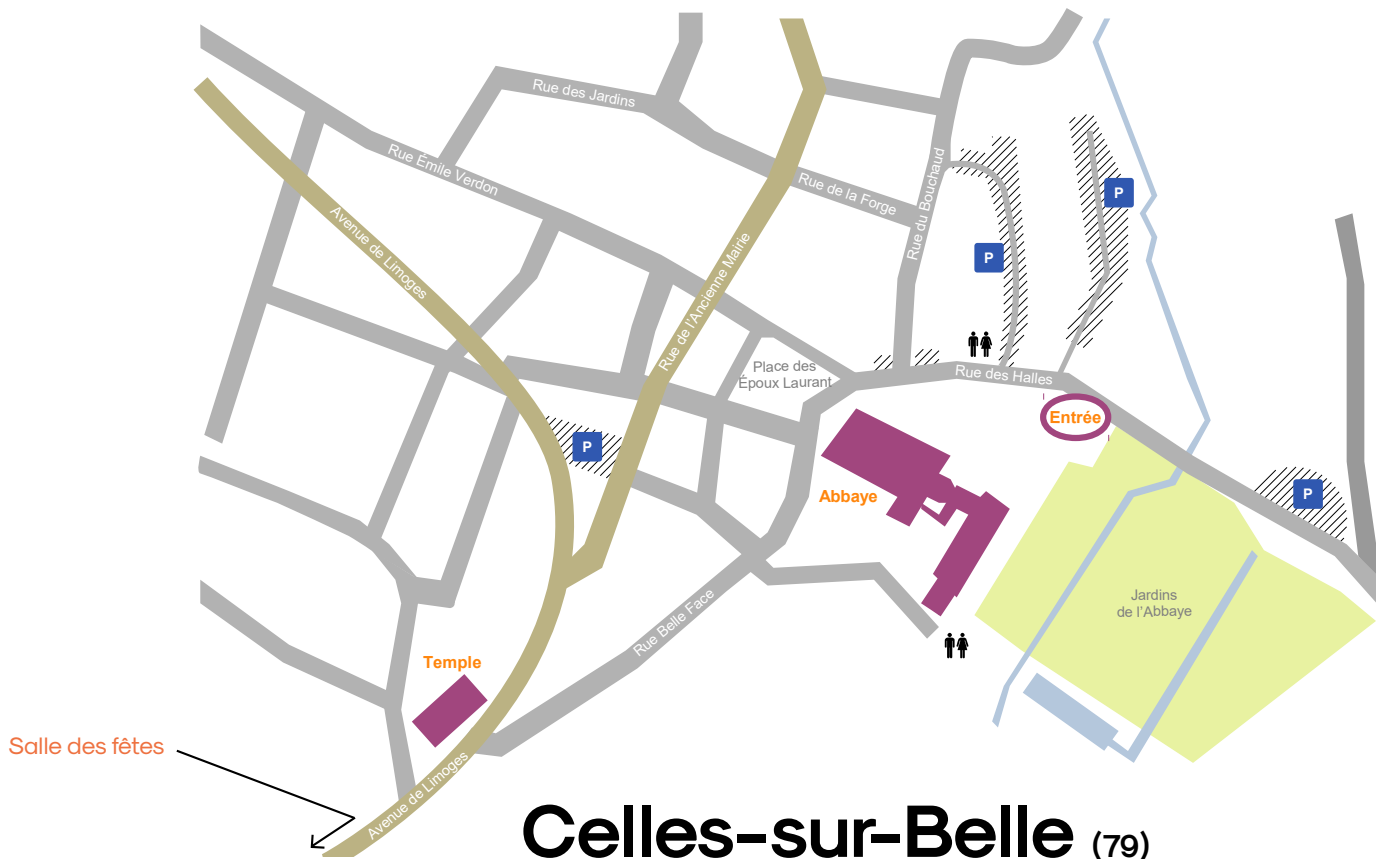 Rue des Jardins
Rue Émile Verdon
Rue de la Forge
Rue du Bouchaud
P
P
Avenue de Limoges
Rue de l'Ancienne Mairie
Place des
Époux Laurant
Rue des Halles
Entrée
P
Abbaye
P
Jardins
de l'Abbaye
Rue Belle Face
Temple
Salle des fêtes
Avenue de Limoges
Celles-sur-Belle (79)